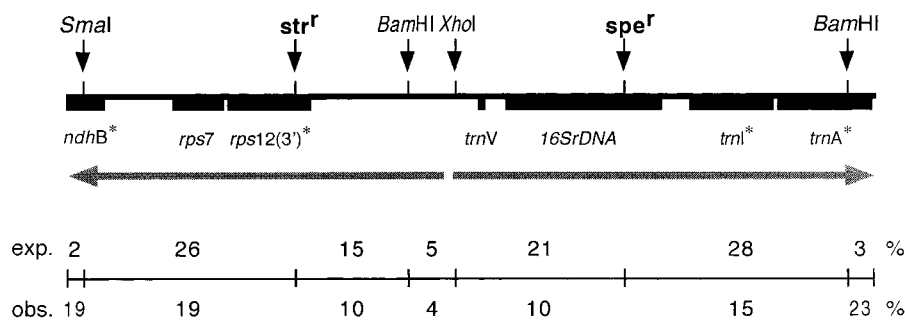 SmaI strʳ BamHI XhoI speʳ BamHI
ndhB* rps7 rps12(3')* trnV 16SrDNA trnI* trnA*
exp. 2 26 15 5 21 28 3 %
obs. 19 19 10 4 10 15 23 %